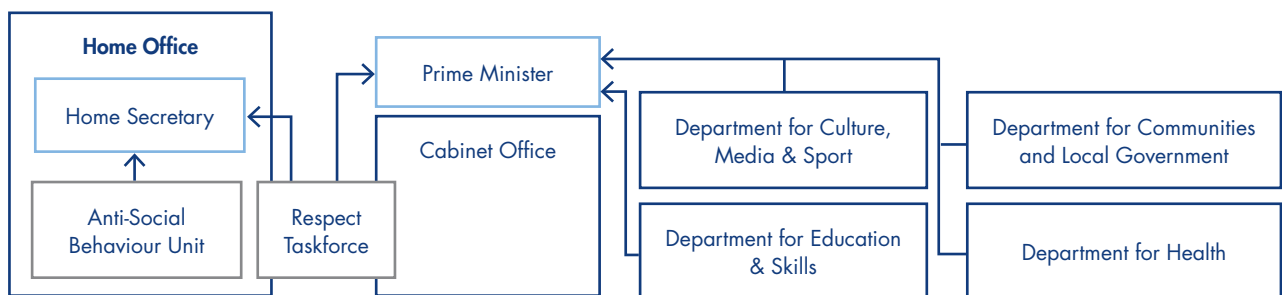 Home Office
Home Secretary
Anti-Social
Behaviour Unit
Respect
Taskforce
Prime Minister
Cabinet Office
Department for Culture,
Media & Sport
Department for Education
& Skills
Department for Communities
and Local Government
Department for Health